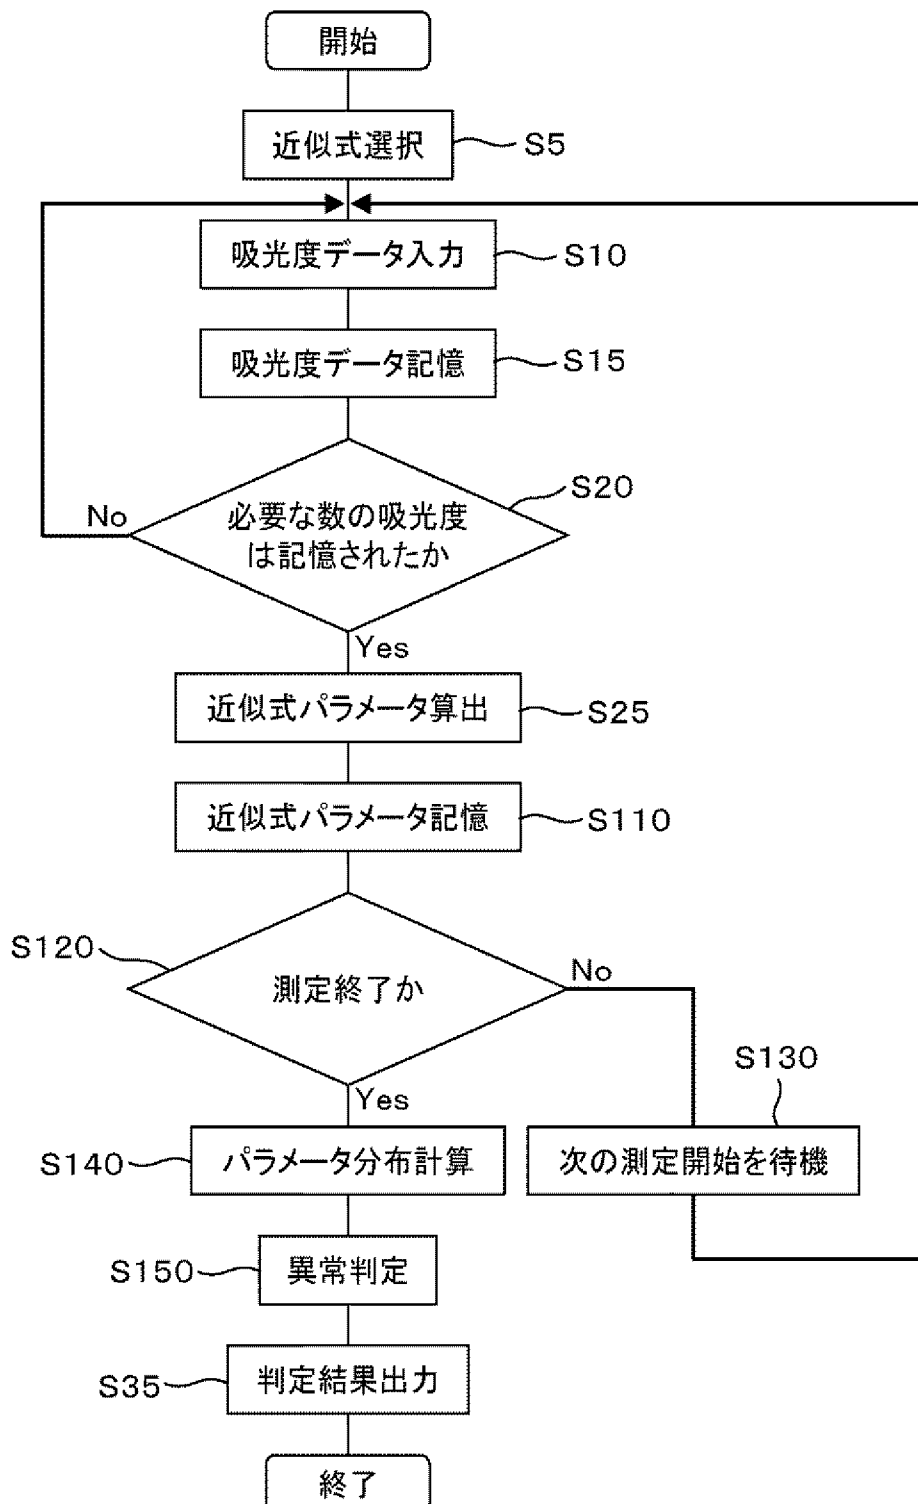 開始
近似式選択
S5
吸光度データ入力
S10
吸光度データ記憶
S15
必要な数の吸光度
は記憶されたか
S20
No
Yes
近似式パラメータ算出
S25
近似式パラメータ記憶
S110
S120
測定終了か
No
Yes
S130
S140
パラメータ分布計算
次の測定開始を待機
S150
異常判定
S35
判定結果出力
終了